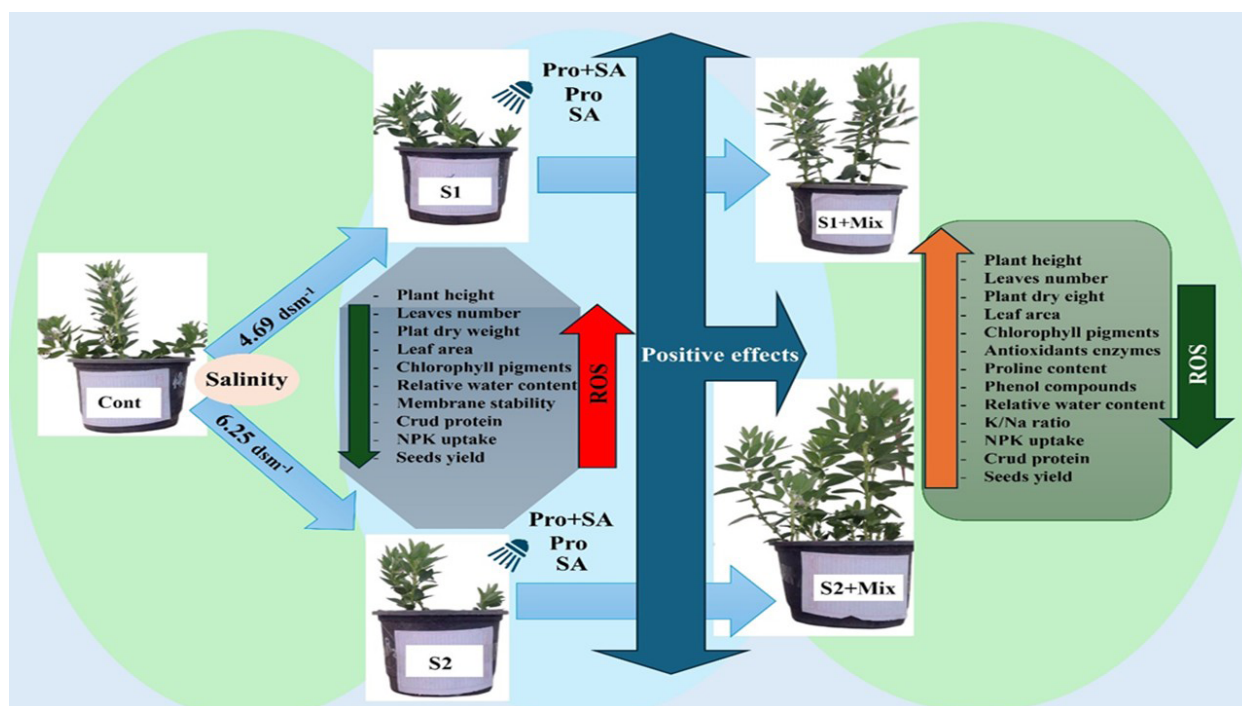 Pro+SA
Pro
SA
S1
S1+Mix
4.69 dsm⁻¹
Salinity
6.25 dsm⁻¹
Cont
- Plant height
- Leaves number
- Plat dry weight
- Leaf area
- Chlorophyll pigments
- Relative water content
- Membrane stability
- Crud protein
- NPK uptake
- Seeds yield
ROS
Positive effects
- Plant height
- Leaves number
- Plant dry eight
- Leaf area
- Chlorophyll pigments
- Antioxidants enzymes
- Proline content
- Phenol compounds
- Relative water content
- K/Na ratio
- NPK uptake
- Crud protein
- Seeds yield
ROS
Pro+SA
Pro
SA
S2
S2+Mix